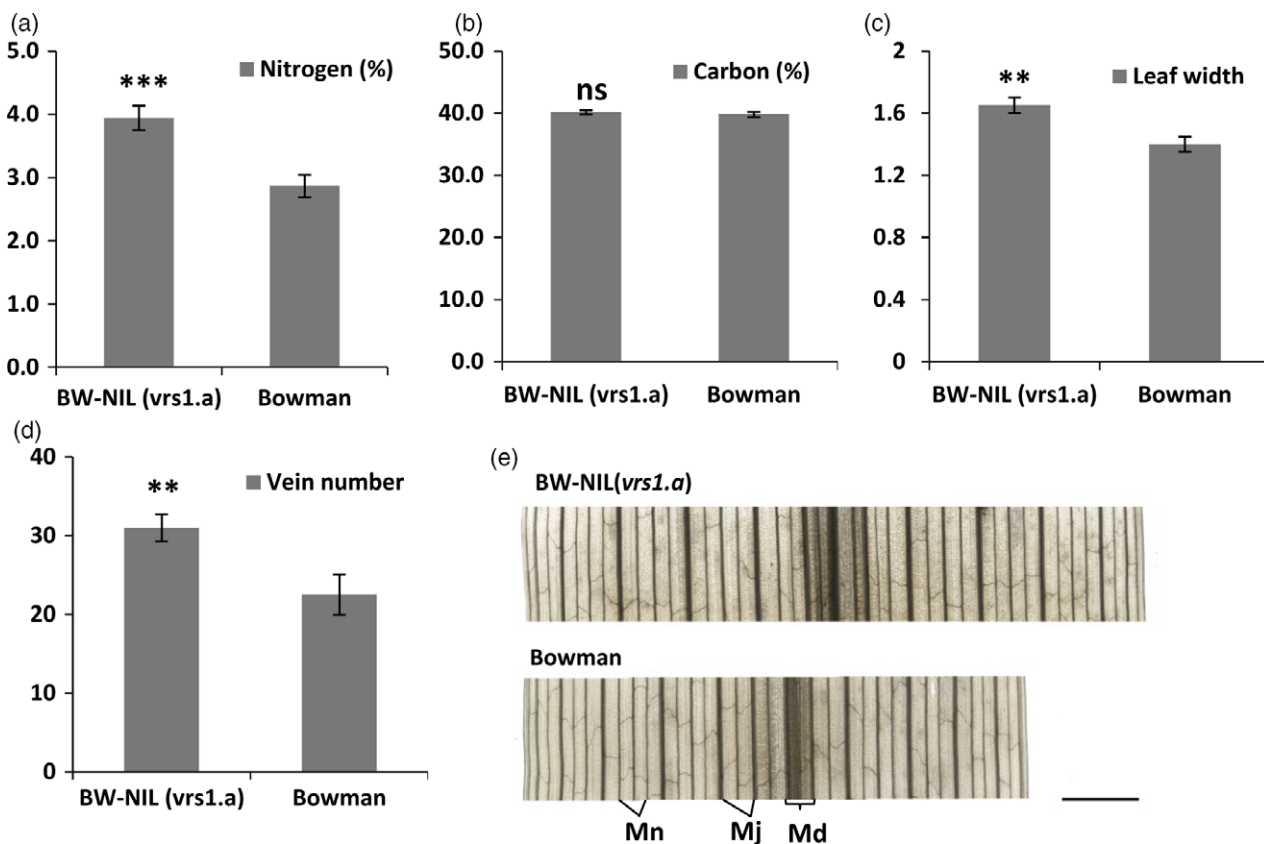 (a)
5.0
4.0
3.0
2.0
1.0
0.0
***
Nitrogen (%)
BW-NIL (vrs1.a) Bowman
(b)
50.0
40.0
30.0
20.0
10.0
0.0
ns
Carbon (%)
BW-NIL (vrs1.a) Bowman
(c)
2
1.6
1.2
0.8
0.4
0
**
Leaf width
BW-NIL (vrs1.a) Bowman
(d)
40
30
20
10
0
**
Vein number
BW-NIL (vrs1.a) Bowman
(e)
BW-NIL(vrs1.a)
Bowman
Mn Mj Md